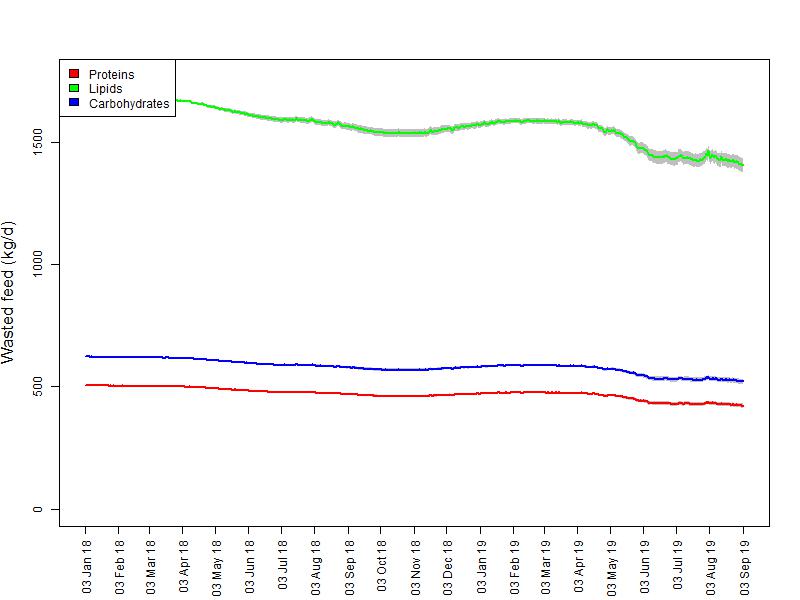 Proteins
Lipids
Carbohydrates
Wasted feed (kg/d)
1500
1000
500
0
03 Jan 18
03 Feb 18
03 Mar 18
03 Apr 18
03 May 18
03 Jun 18
03 Jul 18
03 Aug 18
03 Sep 18
03 Oct 18
03 Nov 18
03 Dec 18
03 Jan 19
03 Feb 19
03 Mar 19
03 Apr 19
03 May 19
03 Jun 19
03 Jul 19
03 Aug 19
03 Sep 19